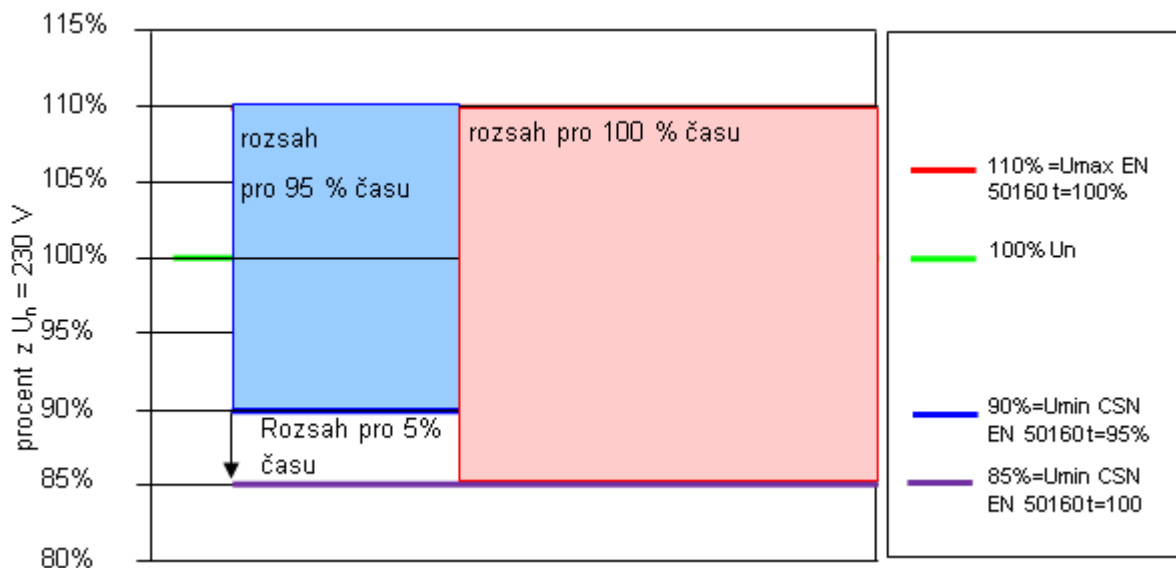 115%
110%
105%
100%
95%
90%
85%
80%
procent z Un = 230 V
rozsah
pro 95 % času
rozsah pro 100 % času
Rozsah pro 5%
času
110% =Umax EN
50160 t=100%
100% Un
90%=Umin CSN
EN 50160 t=95%
85%=Umin CSN
EN 50160 t=100